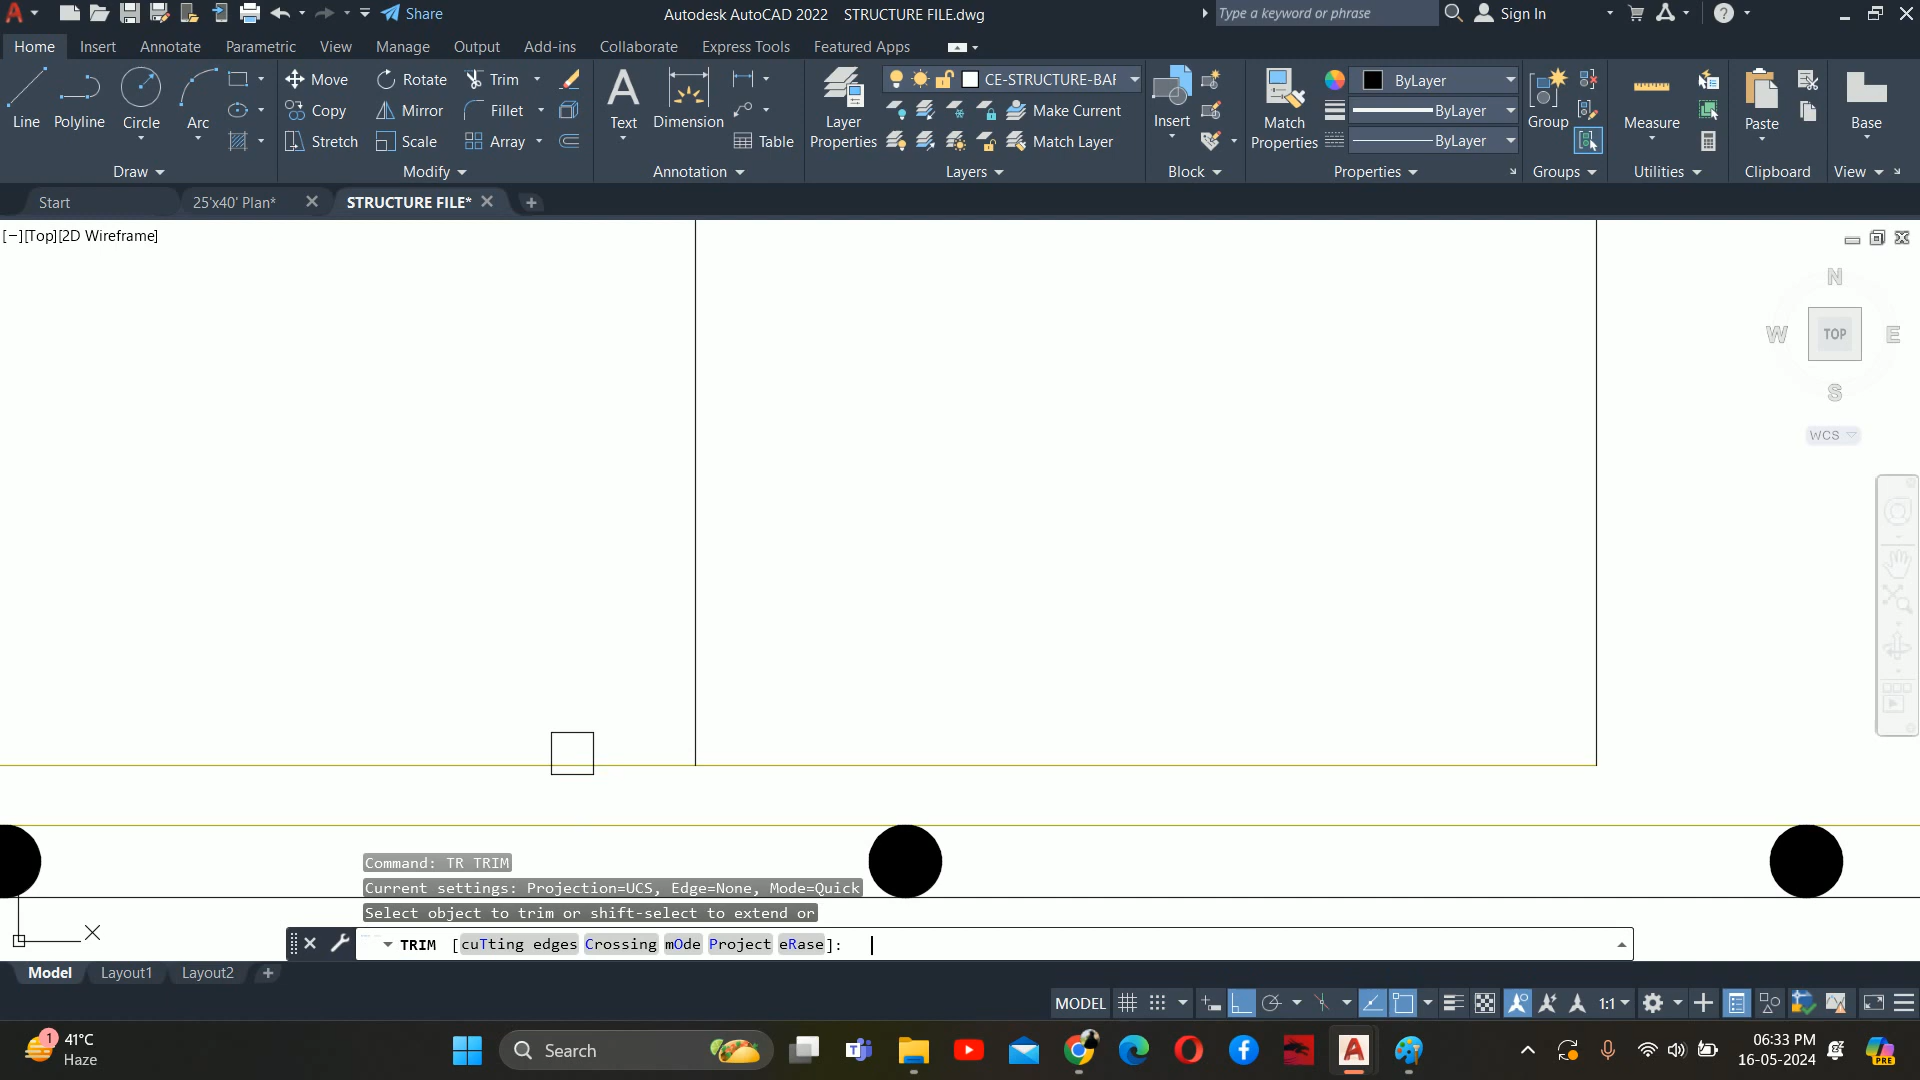 Share
Autodesk AutoCAD 2022 STRUCTURE FILE.dwg
Type a keyword or phrase
Sign In
Home Insert Annotate Parametric View Manage Output Add-ins Collaborate Express Tools Featured Apps
Line Polyline Circle Arc
Move Rotate Trim
Copy Mirror Fillet
Stretch Scale Array
Text Dimension Table
Layer Properties
CE-STRUCTURE-BAF
Make Current
Match Layer
Insert
Match Properties
ByLayer
ByLayer
ByLayer
Group Measure Paste Base
Draw Modify Annotation Layers Block Properties Groups Utilities Clipboard View
Start 25'x40' Plan* STRUCTURE FILE*
[−][Top][2D Wireframe]
N
W TOP E
S
WCS
Command: TR TRIM
Current settings: Projection=UCS, Edge=None, Mode=Quick
Select object to trim or shift-select to extend or
TRIM [cuTting edges Crossing mOde Project eRase]:
Model Layout1 Layout2
MODEL 1:1
1 41°C
Haze
Search
06:33 PM
16-05-2024
PRE